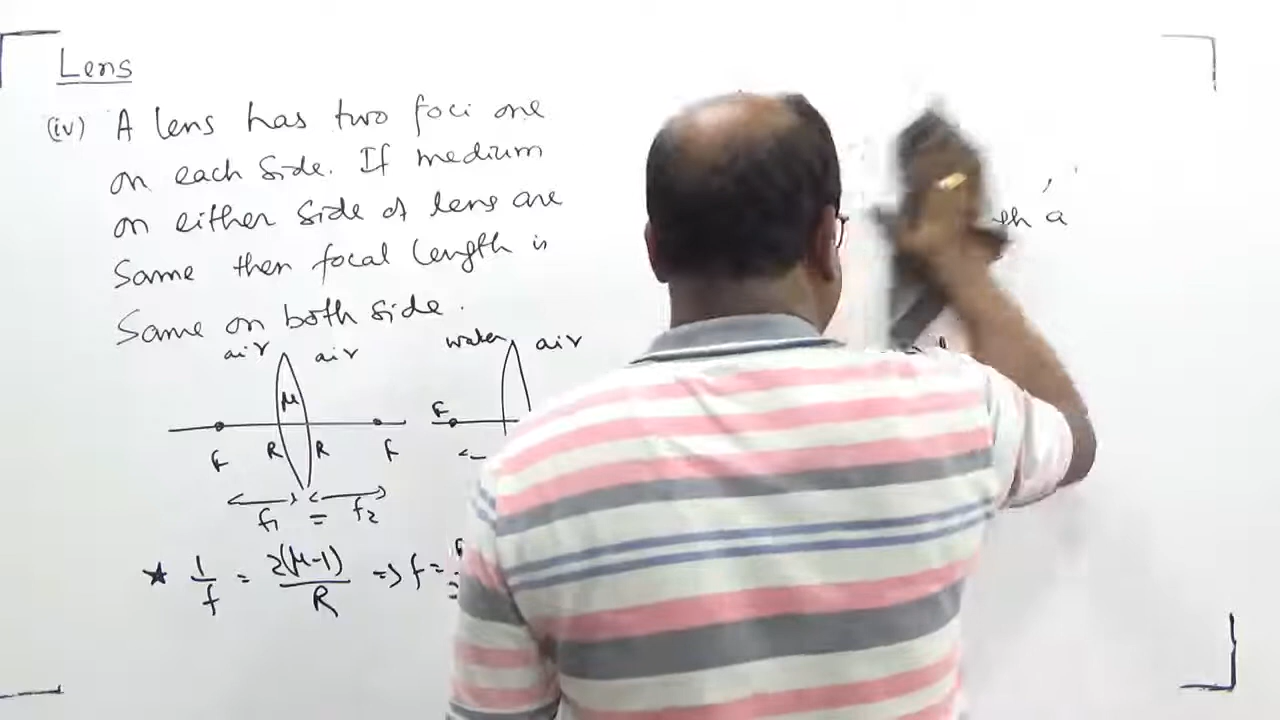 Lens
(iv) A lens has two foci one
on each side. If medium
on either side of lens are
Same then focal length is
Same on both side.
air air
water air
μ
F
R R
F F
f₁ = f₂
★ 1/f = 2(μ-1)/R => f =
a